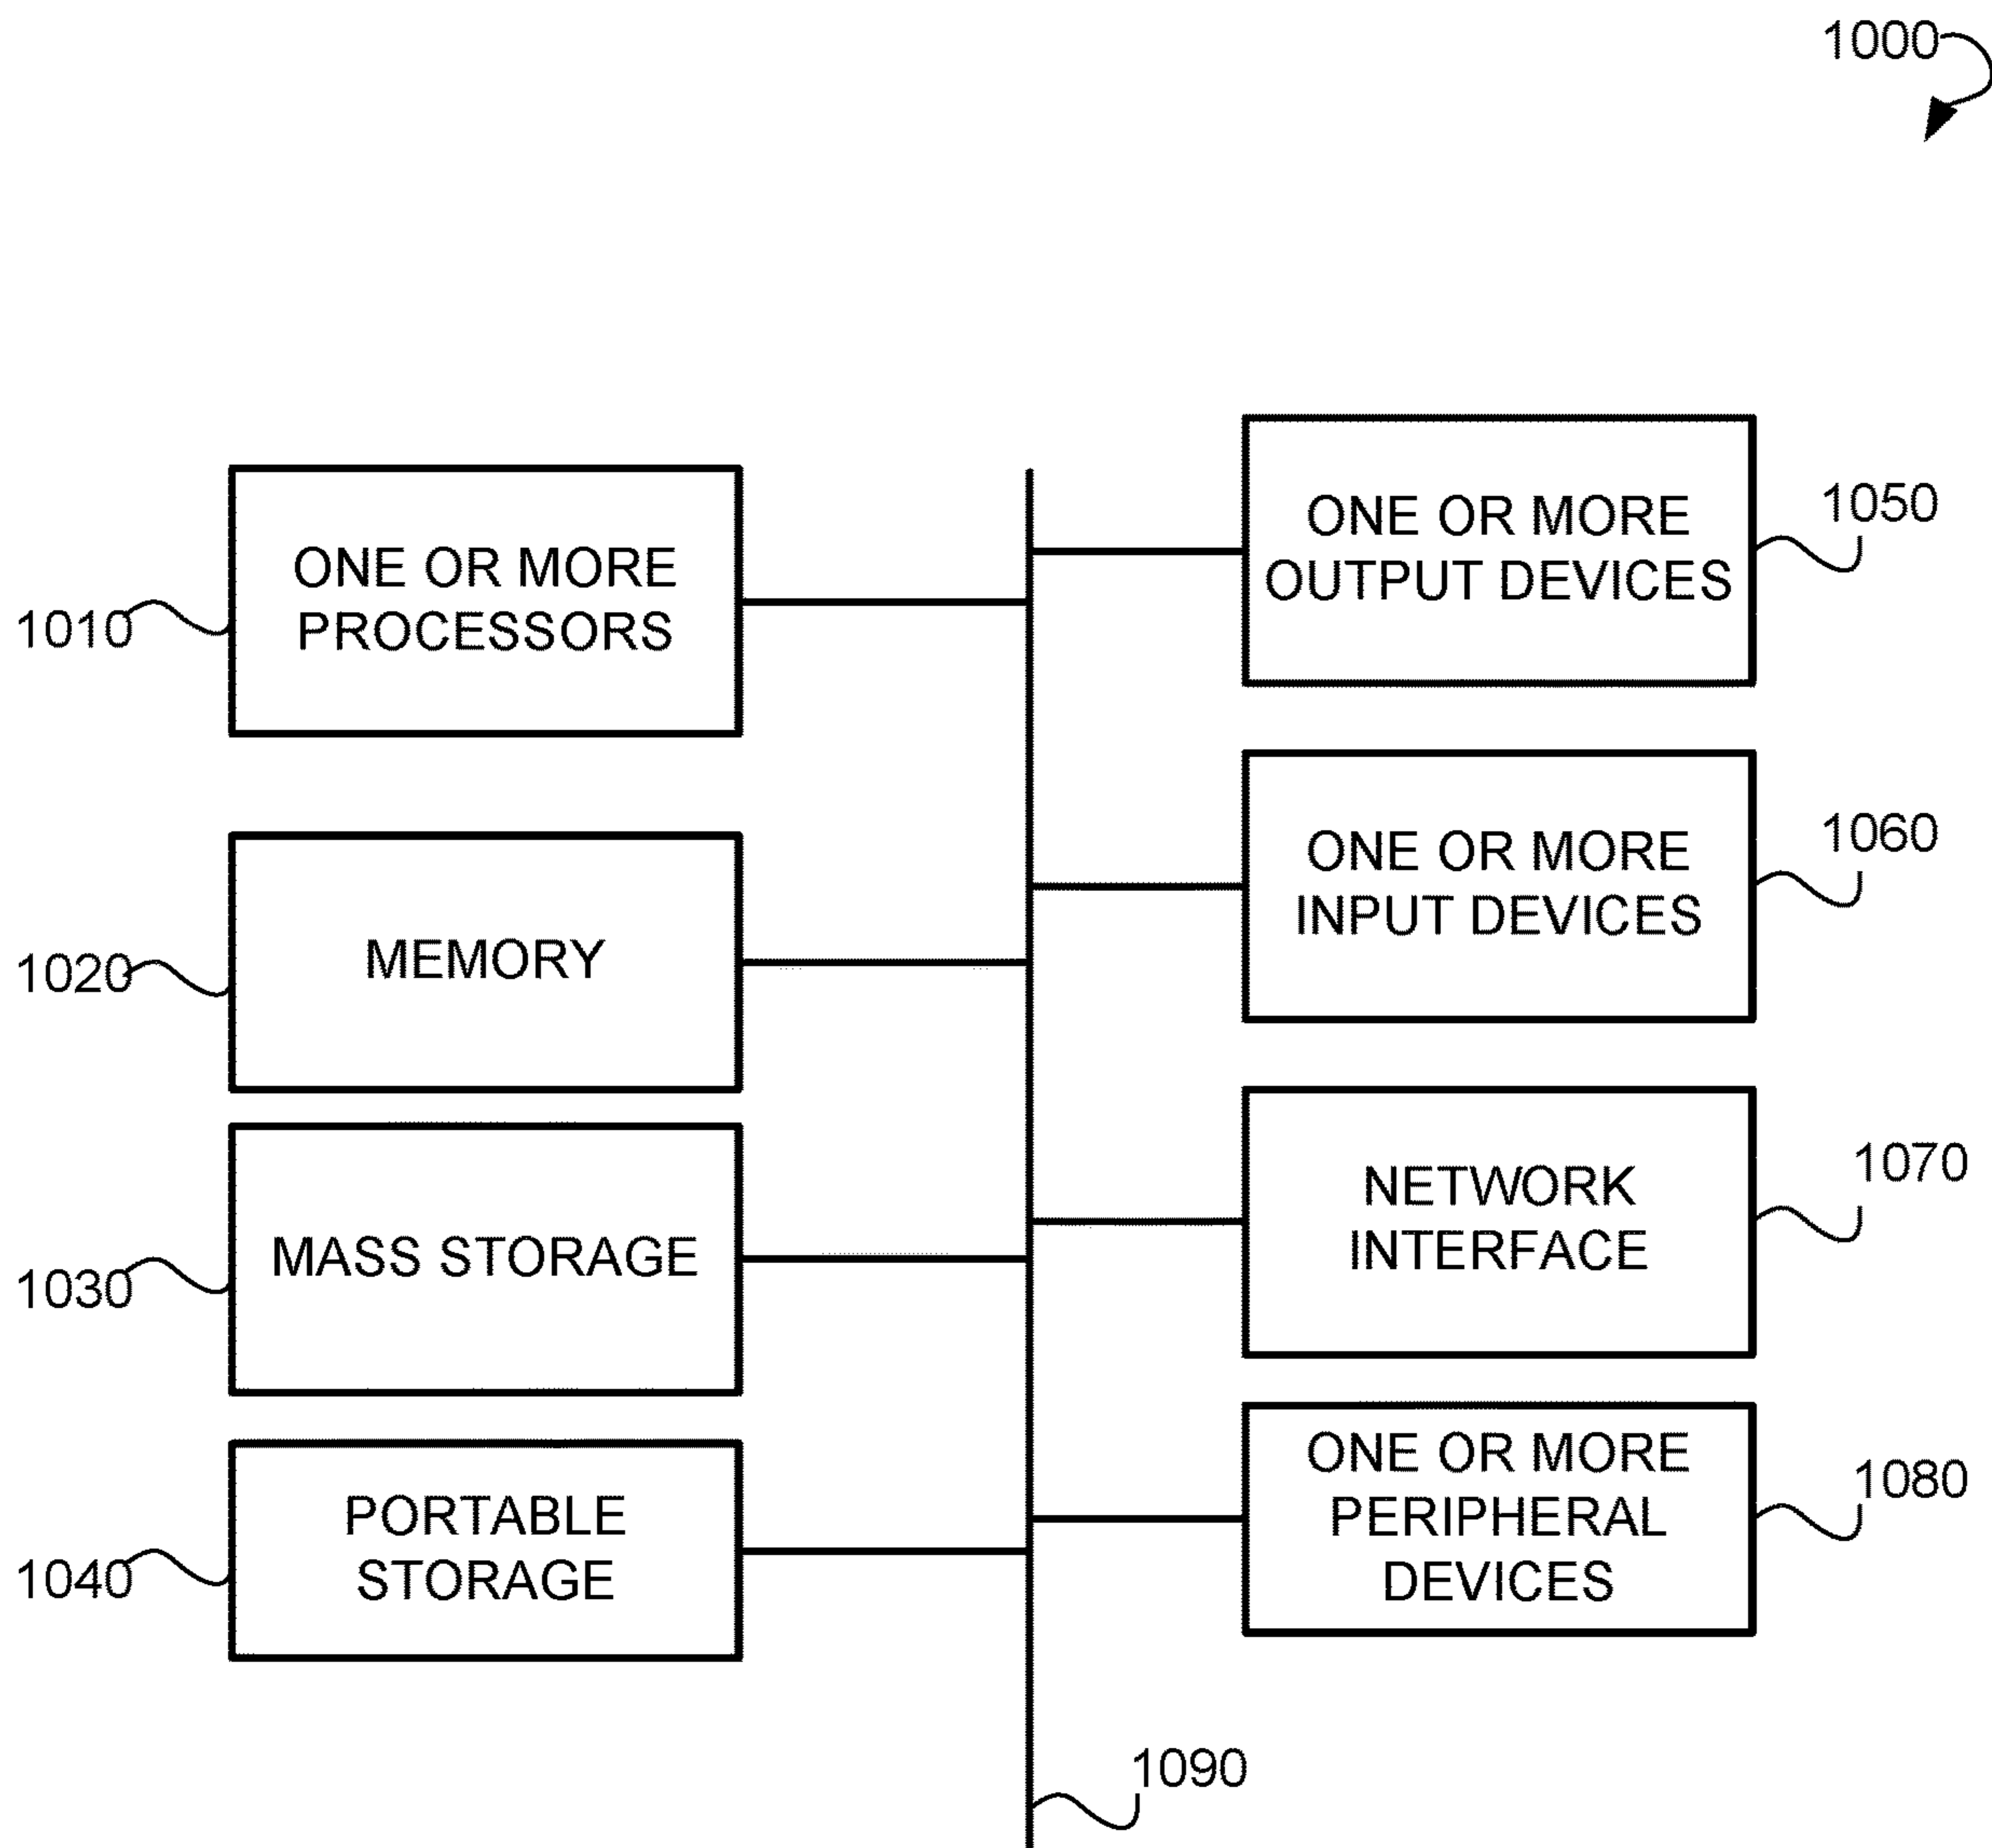 1000
ONE OR MORE
PROCESSORS
1010
MEMORY
1020
MASS STORAGE
1030
PORTABLE
STORAGE
1040
ONE OR MORE
OUTPUT DEVICES
1050
ONE OR MORE
INPUT DEVICES
1060
NETWORK
INTERFACE
1070
ONE OR MORE
PERIPHERAL
DEVICES
1080
1090